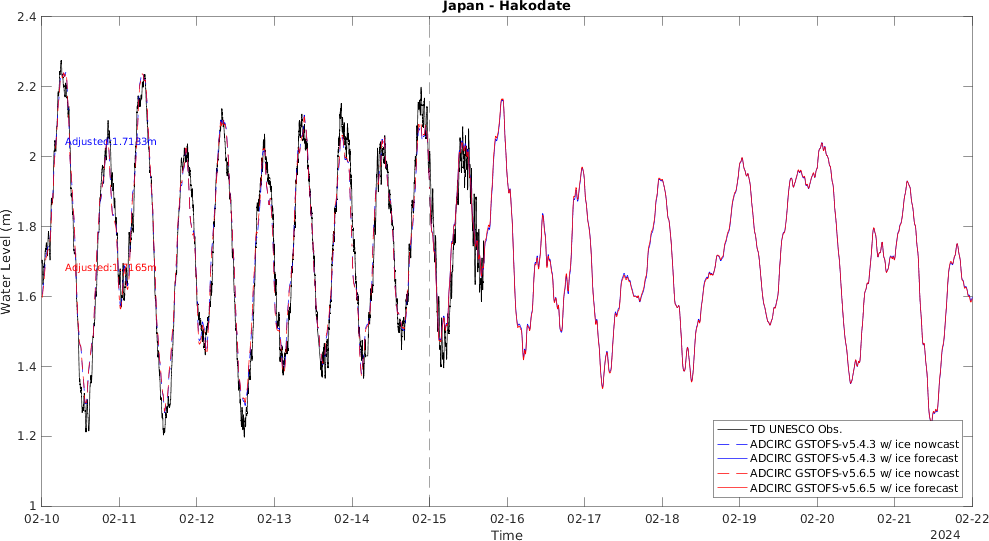 Japan - Hakodate
2.4
2.2
2
1.8
1.6
1.4
1.2
1
Water Level (m)
Adjusted:1.7133m
02-10
02-11
02-12
02-13
02-14
02-15
02-16
02-17
02-18
02-19
02-20
02-21
02-22
Time
2024
TD UNESCO Obs.
ADCIRC GSTOFS-v5.4.3 w/ ice nowcast
ADCIRC GSTOFS-v5.4.3 w/ ice forecast
ADCIRC GSTOFS-v5.6.5 w/ ice nowcast
ADCIRC GSTOFS-v5.6.5 w/ ice forecast